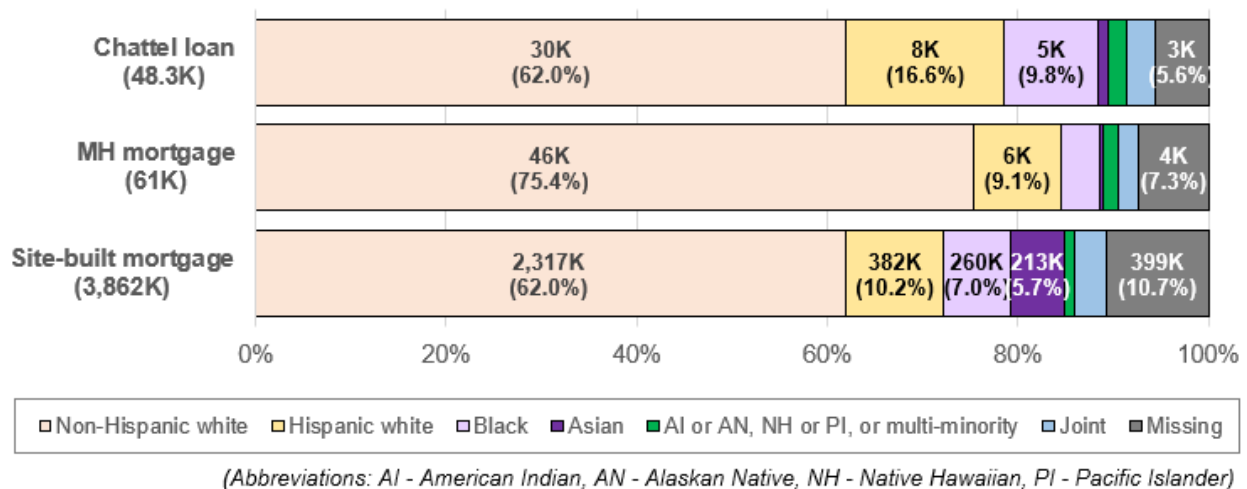 Chattel loan
(48.3K)
30K
(62.0%)
8K
(16.6%)
5K
(9.8%)
3K
(5.6%)
MH mortgage
(61K)
46K
(75.4%)
6K
(9.1%)
4K
(7.3%)
Site-built mortgage
(3,862K)
2,317K
(62.0%)
382K
(10.2%)
260K
(7.0%)
213K
(5.7%)
399K
(10.7%)
0% 20% 40% 60% 80% 100%
Non-Hispanic white Hispanic white Black Asian AI or AN, NH or PI, or multi-minority Joint Missing
(Abbreviations: AI - American Indian, AN - Alaskan Native, NH - Native Hawaiian, PI - Pacific Islander)